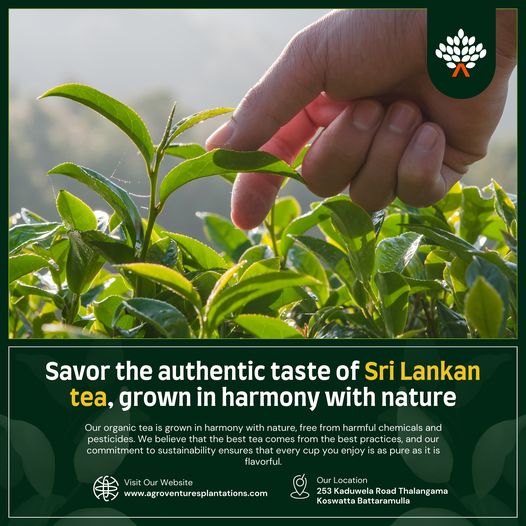 Savor the authentic taste of Sri Lankan
tea, grown in harmony with nature
Our organic tea is grown in harmony with nature, free from harmful chemicals and
pesticides. We believe that the best tea comes from the best practices, and our
commitment to sustainability ensures that every cup you enjoy is as pure as it is
flavorful.
Visit Our Website
www.agroventuresplantations.com
Our Location
253 Kaduwela Road Thalangama
Koswatta Battaramulla